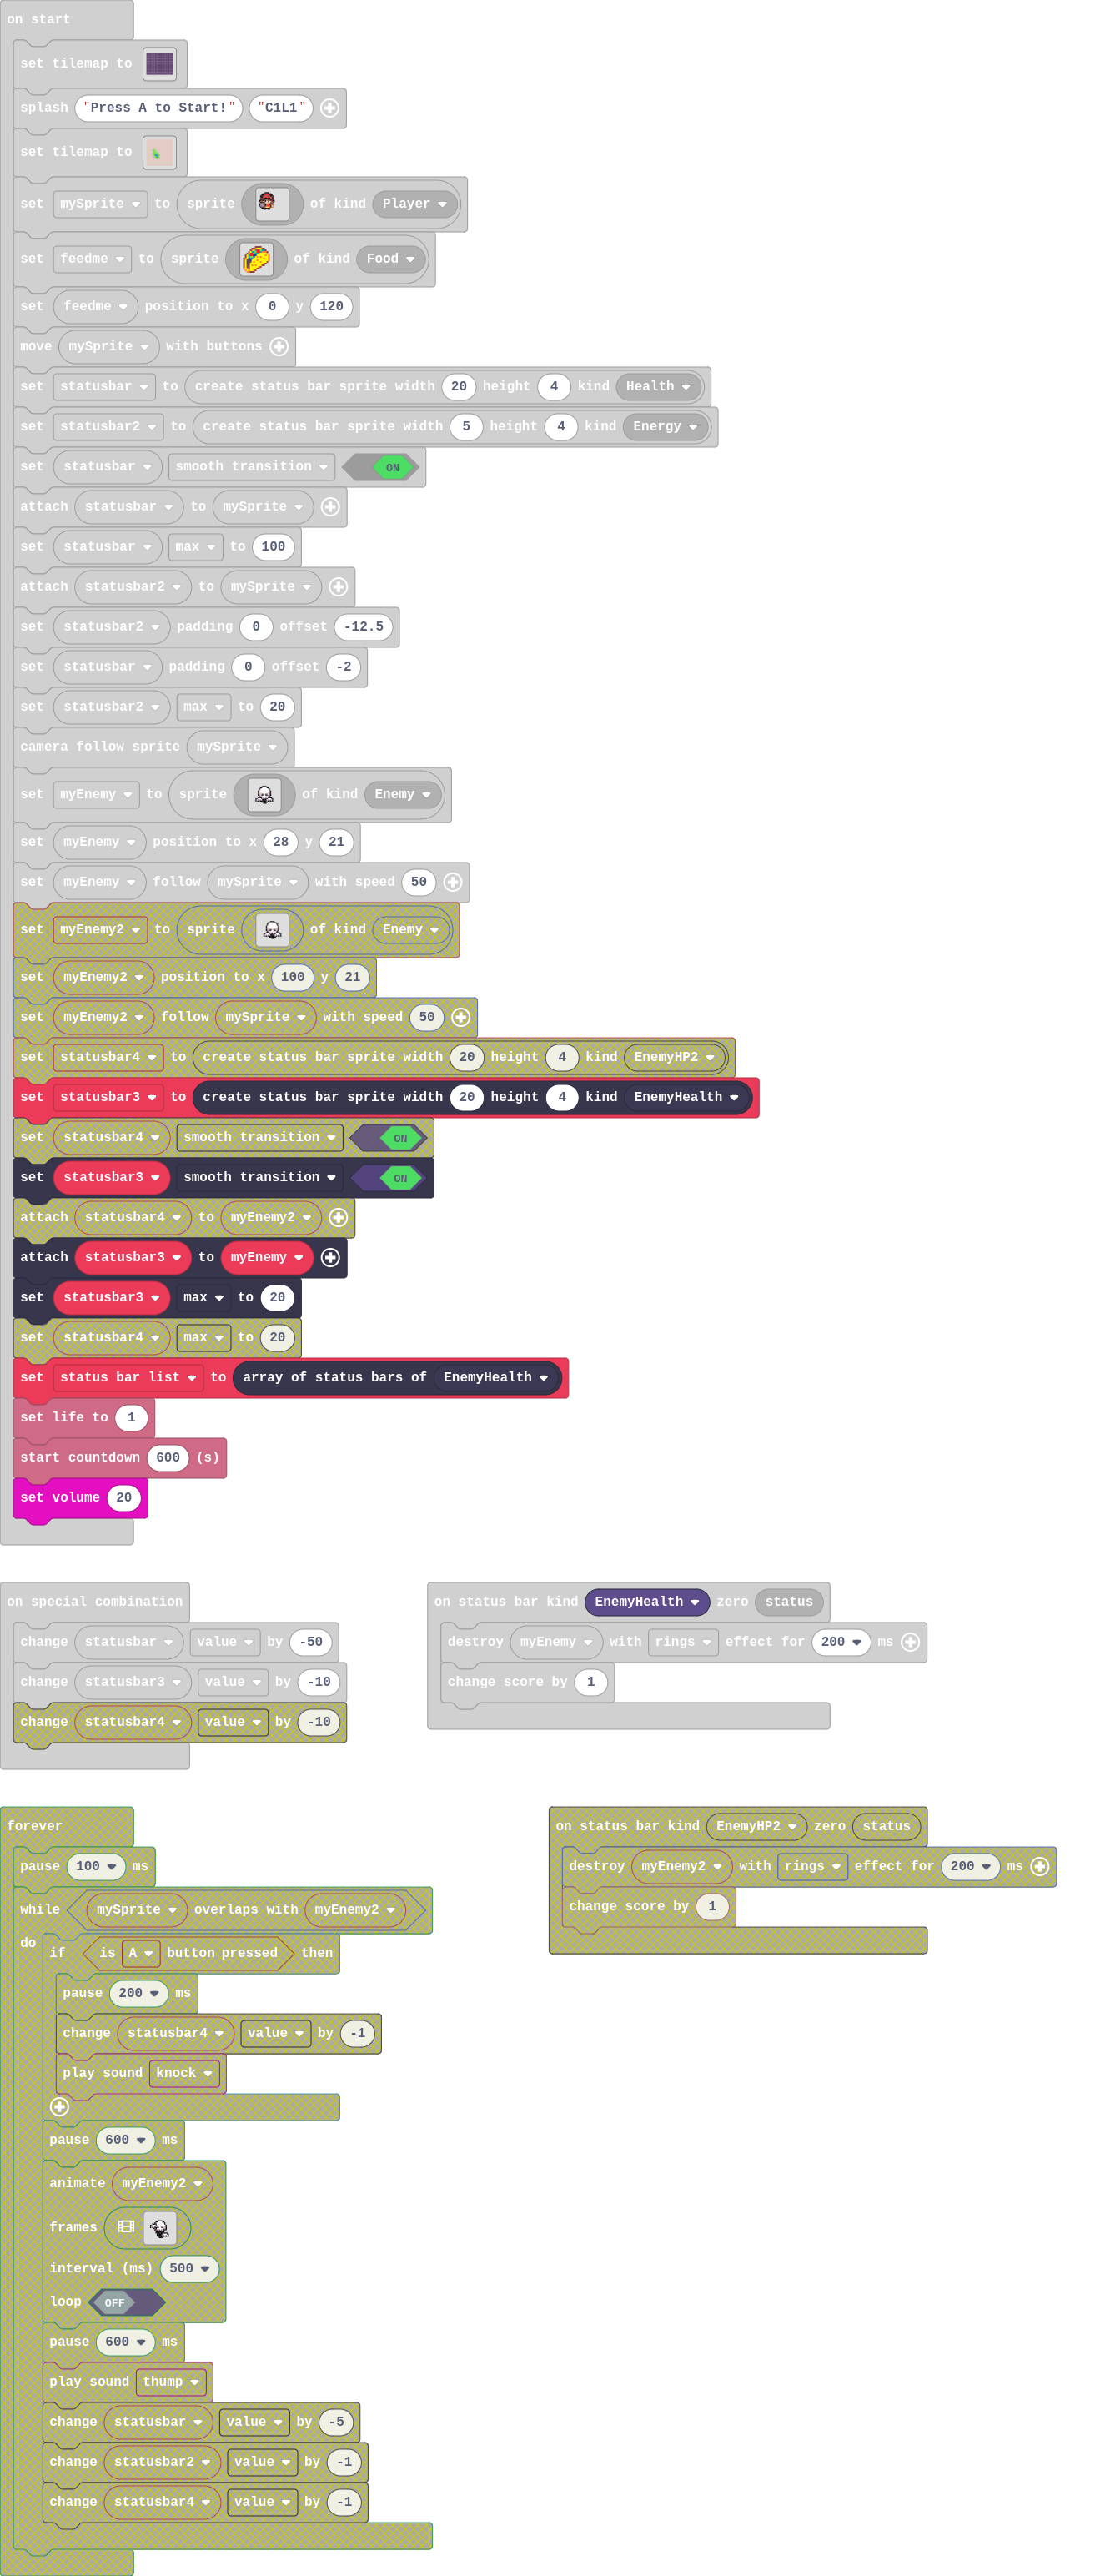 on start
set tilemap to
splash "Press A to Start!" "C1L1"
set tilemap to
set mySprite to sprite of kind Player
set feedme to sprite of kind Food
set feedme position to x 0 y 120
move mySprite with buttons
set statusbar to create status bar sprite width 20 height 4 kind Health
set statusbar2 to create status bar sprite width 5 height 4 kind Energy
set statusbar smooth transition ON
attach statusbar to mySprite
set statusbar max to 100
attach statusbar2 to mySprite
set statusbar2 padding 0 offset -12.5
set statusbar padding 0 offset -2
set statusbar2 max to 20
camera follow sprite mySprite
set myEnemy to sprite of kind Enemy
set myEnemy position to x 28 y 21
set myEnemy follow mySprite with speed 50
set myEnemy2 to sprite of kind Enemy
set myEnemy2 position to x 100 y 21
set myEnemy2 follow mySprite with speed 50
set statusbar4 to create status bar sprite width 20 height 4 kind EnemyHP2
set statusbar3 to create status bar sprite width 20 height 4 kind EnemyHealth
set statusbar4 smooth transition ON
set statusbar3 smooth transition ON
attach statusbar4 to myEnemy2
attach statusbar3 to myEnemy
set statusbar3 max to 20
set statusbar4 max to 20
set status bar list to array of status bars of EnemyHealth
set life to 1
start countdown 600 (s)
set volume 20
on special combination
change statusbar value by -50
change statusbar3 value by -10
change statusbar4 value by -10
on status bar kind EnemyHealth zero status
destroy myEnemy with rings effect for 200 ms
change score by 1
forever
pause 100 ms
while mySprite overlaps with myEnemy2
do if is A button pressed then
pause 200 ms
change statusbar4 value by -1
play sound knock
pause 600 ms
animate myEnemy2
frames
interval (ms) 500
loop OFF
pause 600 ms
play sound thump
change statusbar value by -5
change statusbar2 value by -1
change statusbar4 value by -1
on status bar kind EnemyHP2 zero status
destroy myEnemy2 with rings effect for 200 ms
change score by 1